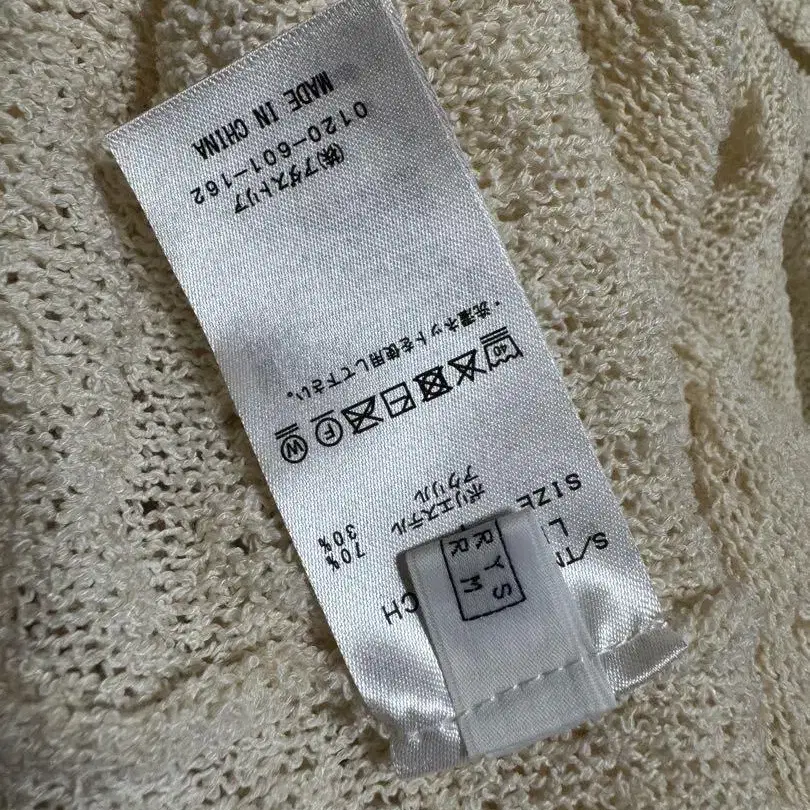 SIZE L
ポリエステル 70%
アクリル 30%
40
F
W
*洗濯ネットを使用して下さい。
㈱アダストリア
0120-601-162
MADE IN CHINA